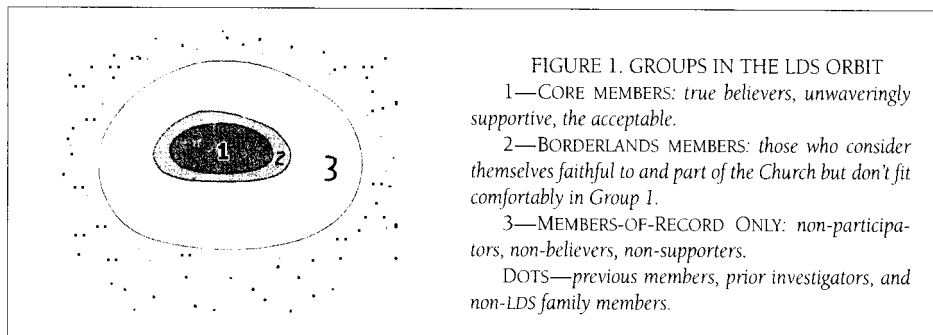 1
2
3
FIGURE 1. GROUPS IN THE LDS ORBIT
1—CORE MEMBERS: true believers, unwaveringly
supportive, the acceptable.
2—BORDERLANDS MEMBERS: those who consider
themselves faithful to and part of the Church but don't fit
comfortably in Group 1.
3—MEMBERS-OF-RECORD ONLY: non-participa-
tors, non-believers, non-supporters.
DOTS—previous members, prior investigators, and
non-LDS family members.